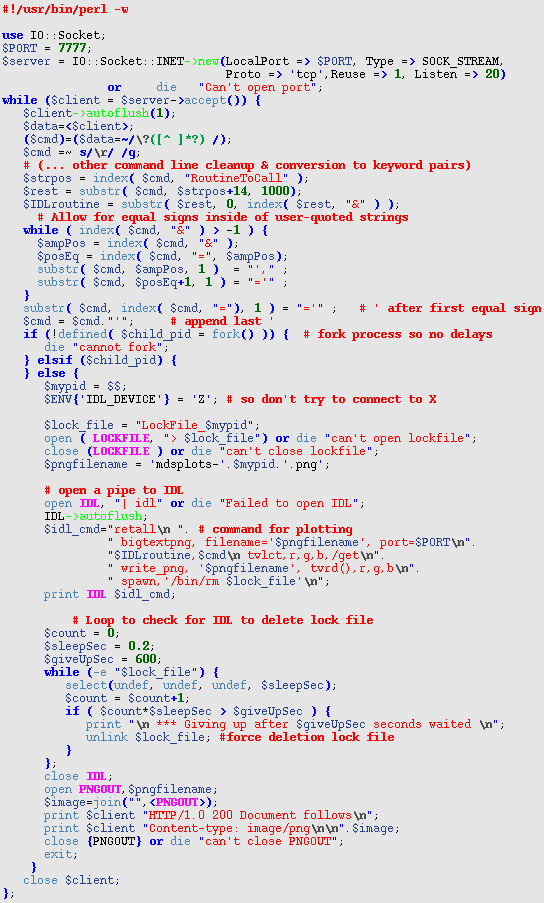 #!/usr/bin/perl -w

use IO::Socket;
$PORT = 7777;
$server = IO::Socket::INET->new(LocalPort => $PORT, Type => SOCK_STREAM,
                                Proto => 'tcp',Reuse => 1, Listen => 20)
               or     die   "Can't open port";
while ($client = $server->accept()) {
   $client->autoflush(1);
   $data=<$client>;
   ($cmd)=($data=~/\?([^ ]*?) /);
   $cmd =~ s/\r/ /g;
   # (... other command line cleanup & conversion to keyword pairs)
   $strpos = index( $cmd, "RoutineToCall" );
   $rest = substr( $cmd, $strpos+14, 1000);
   $IDLroutine = substr( $rest, 0, index( $rest, "&" ) );
     # Allow for equal signs inside of user-quoted strings
   while ( index( $cmd, "&" ) > -1 ) {
     $ampPos = index( $cmd, "&" );
     $posEq = index( $cmd, "=", $ampPos);
     substr( $cmd, $ampPos, 1 )  = "'," ;
     substr( $cmd, $posEq+1, 1 ) = "='" ;
   }
   substr( $cmd, index( $cmd, "="), 1 ) = "='" ;   # ' after first equal sign
   $cmd = $cmd."'";     # append last '
   if (!defined( $child_pid = fork() )) {  # fork process so no delays
      die "cannot fork";
   } elsif ($child_pid) {
   } else {
      $mypid = $$;
      $ENV{'IDL_DEVICE'} = 'Z'; # so don't try to connect to X

      $lock_file = "LockFile_$mypid";
      open ( LOCKFILE, "> $lock_file") or die "can't open lockfile";
      close (LOCKFILE ) or die "can't close lockfile";
      $pngfilename = 'mdsplots-'.$mypid.'.png';

      # open a pipe to IDL
      open IDL, "| idl" or die "Failed to open IDL";
      IDL->autoflush;
      $idl_cmd="retall\n ". # command for plotting
               " bigtextpng, filename='$pngfilename', port=$PORT\n".
               "$IDLroutine,$cmd\n tvlct,r,g,b,/get\n".
               " write_png, '$pngfilename', tvrd(),r,g,b\n".
               " spawn,'/bin/rm $lock_file'\n";
      print IDL $idl_cmd;

          # Loop to check for IDL to delete lock file
      $count = 0;
      $sleepSec = 0.2;
      $giveUpSec = 600;
      while (-e "$lock_file") {
         select(undef, undef, undef, $sleepSec);
         $count = $count+1;
         if ( $count*$sleepSec > $giveUpSec ) {
            print "\n *** Giving up after $giveUpSec seconds waited \n";
            unlink $lock_file; #force deletion lock file
         }
      };
      close IDL;
      open PNGOUT,$pngfilename;
      $image=join("",<PNGOUT>);
      print $client "HTTP/1.0 200 Document follows\n";
      print $client "Content-type: image/png\n\n".$image;
      close {PNGOUT} or die "can't close PNGOUT";
      exit;
    }
   close $client;
};